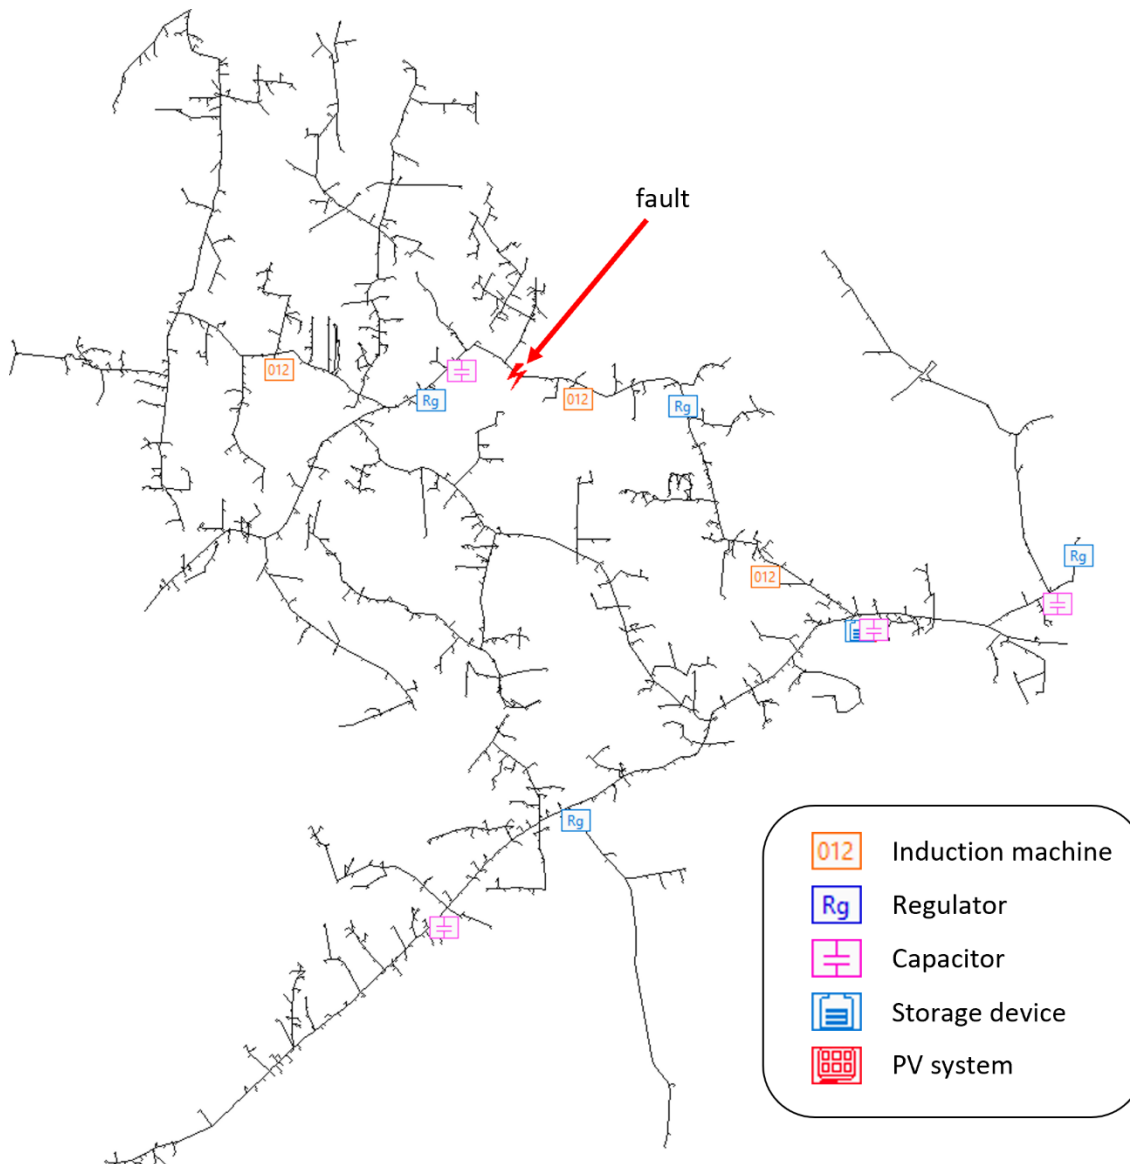 fault
012
Rg
012
Rg
012
Rg
Rg
012 Induction machine
Rg Regulator
Capacitor
Storage device
PV system